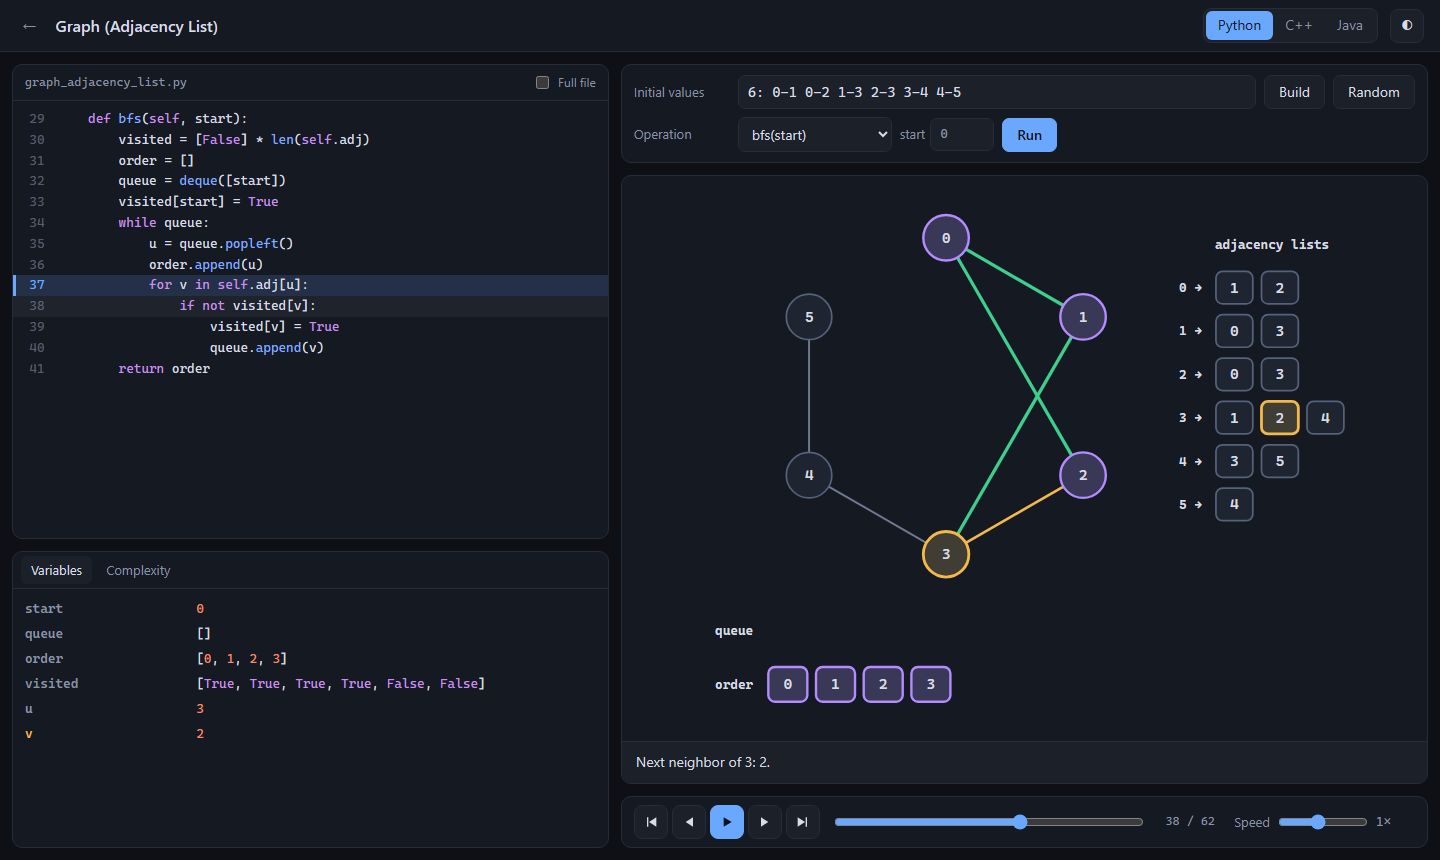 ← Graph (Adjacency List) Python C++ Java
graph_adjacency_list.py Full file
29 def bfs(self, start):
30 visited = [False] * len(self.adj)
31 order = []
32 queue = deque([start])
33 visited[start] = True
34 while queue:
35 u = queue.popleft()
36 order.append(u)
37 for v in self.adj[u]:
38 if not visited[v]:
39 visited[v] = True
40 queue.append(v)
41 return order
Variables Complexity
start 0
queue []
order [0, 1, 2, 3]
visited [True, True, True, True, False, False]
u 3
v 2
Initial values 6: 0-1 0-2 1-3 2-3 3-4 4-5 Build Random
Operation bfs(start) start 0 Run
0
1
2
3
4
5
adjacency lists
0 → 1 2
1 → 0 3
2 → 0 3
3 → 1 2 4
4 → 3 5
5 → 4
queue
order 0 1 2 3
Next neighbor of 3: 2.
38 / 62 Speed 1×